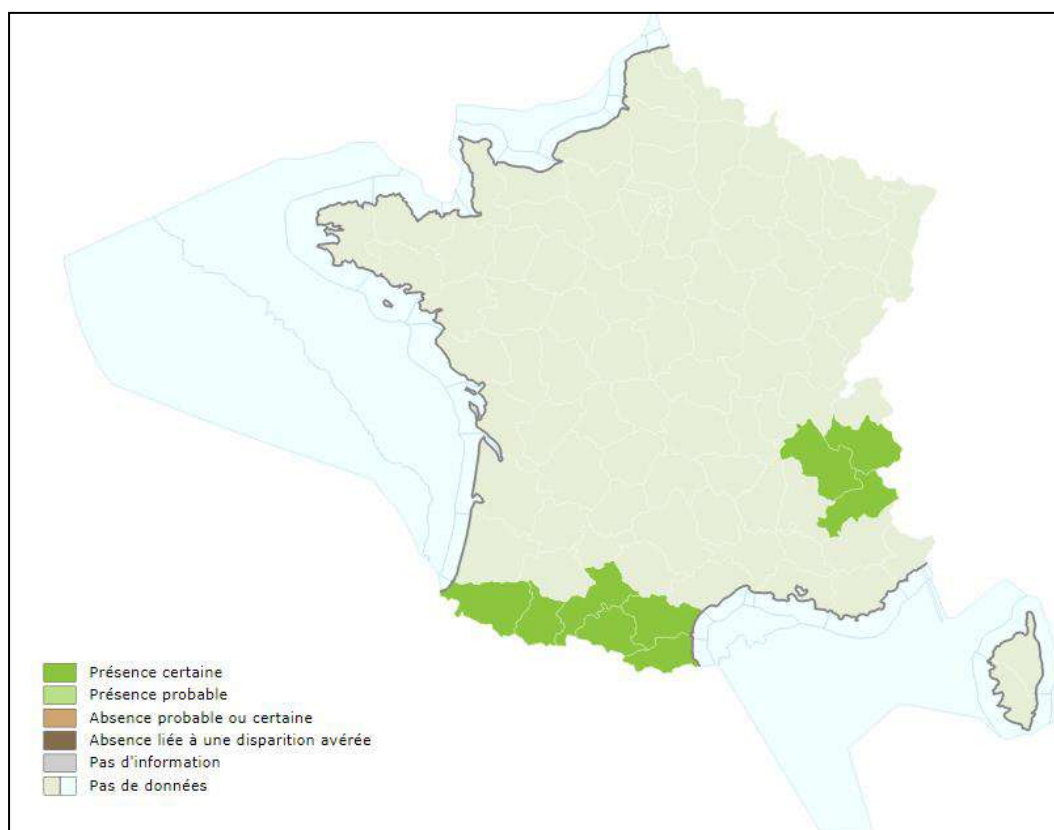 Présence certaine
Présence probable
Absence probable ou certaine
Absence liée à une disparition avérée
Pas d'information
Pas de données